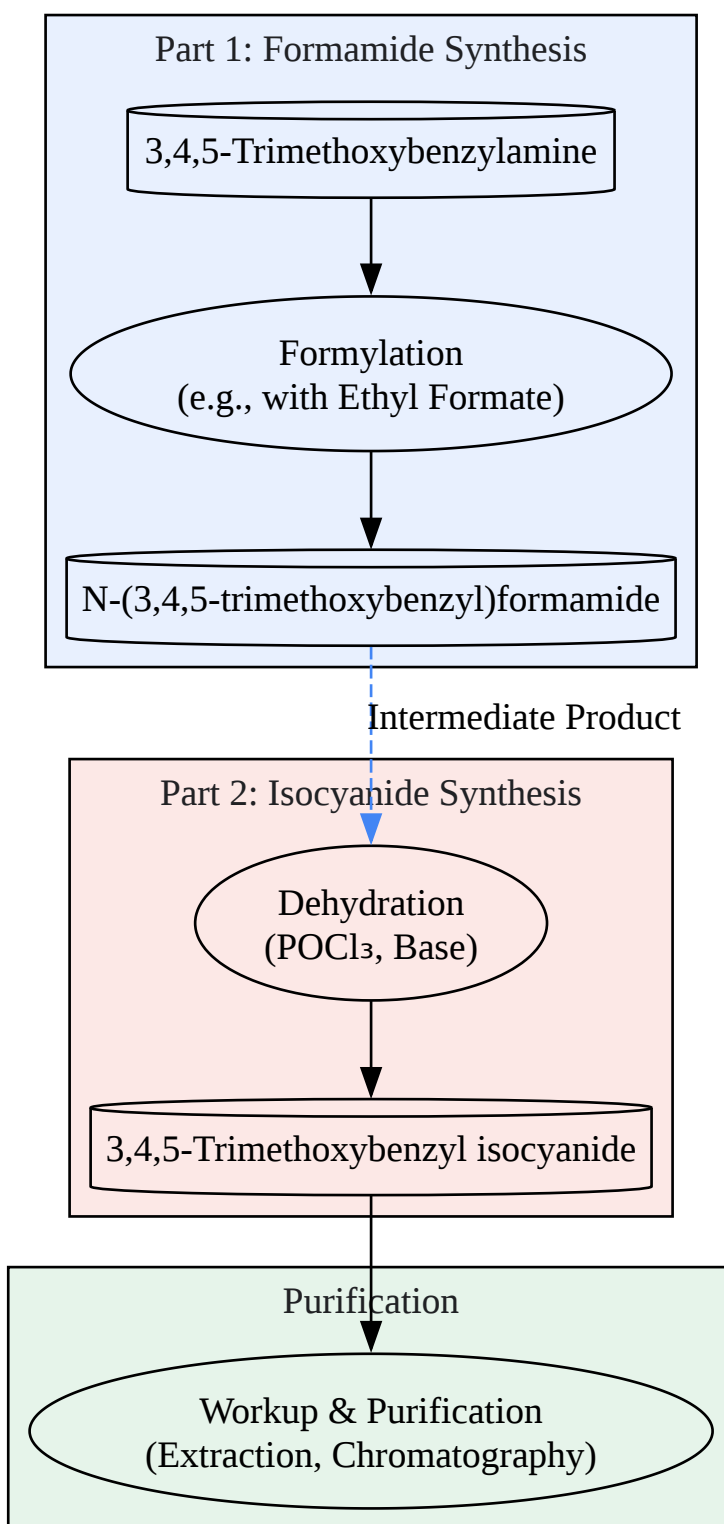 Part 1: Formamide Synthesis
3,4,5-Trimethoxybenzylamine
Formylation
(e.g., with Ethyl Formate)
N-(3,4,5-trimethoxybenzyl)formamide
Intermediate Product
Part 2: Isocyanide Synthesis
Dehydration
(POCl₃, Base)
3,4,5-Trimethoxybenzyl isocyanide
Purification
Workup & Purification
(Extraction, Chromatography)